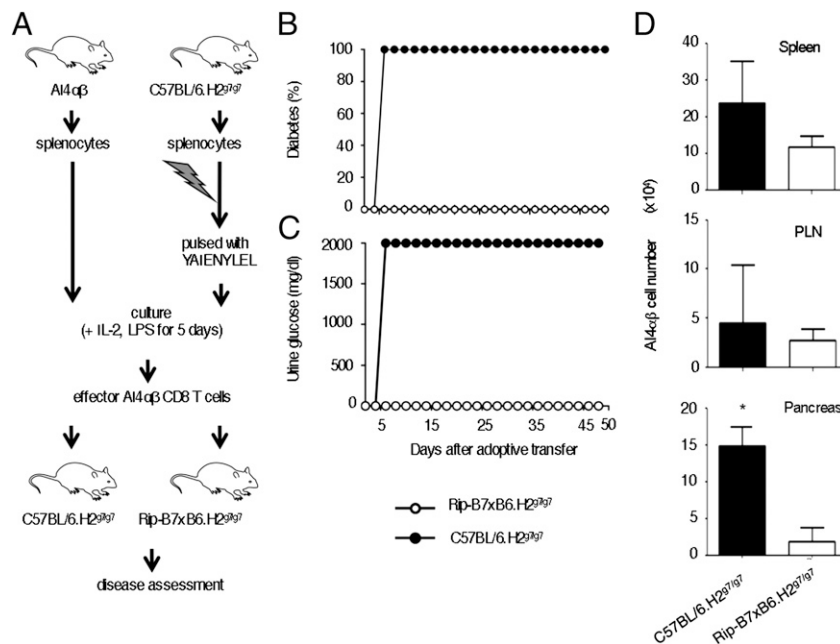 A
AI4αβ
C57BL/6.H2g7/g7
splenocytes
splenocytes
pulsed with
YAIENYLEL
culture
(+ IL-2, LPS for 5 days)
effector AI4αβ CD8 T cells
C57BL/6.H2g7/g7
Rip-B7xB6.H2g7/g7
disease assessment
B
Diabetes (%)
100
80
60
40
20
0
C
Urine glucose (mg/dl)
2000
1500
1000
500
0
5
15
25
35
45
50
Days after adoptive transfer
Rip-B7xB6.H2g7/g7
C57BL/6.H2g7/g7
D
AI4αβ cell number
(x10⁴)
Spleen
40
30
20
10
0
PLN
15
10
5
0
*
Pancreas
20
15
10
5
0
C57BL/6.H2g7/g7
Rip-B7xB6.H2g7/g7